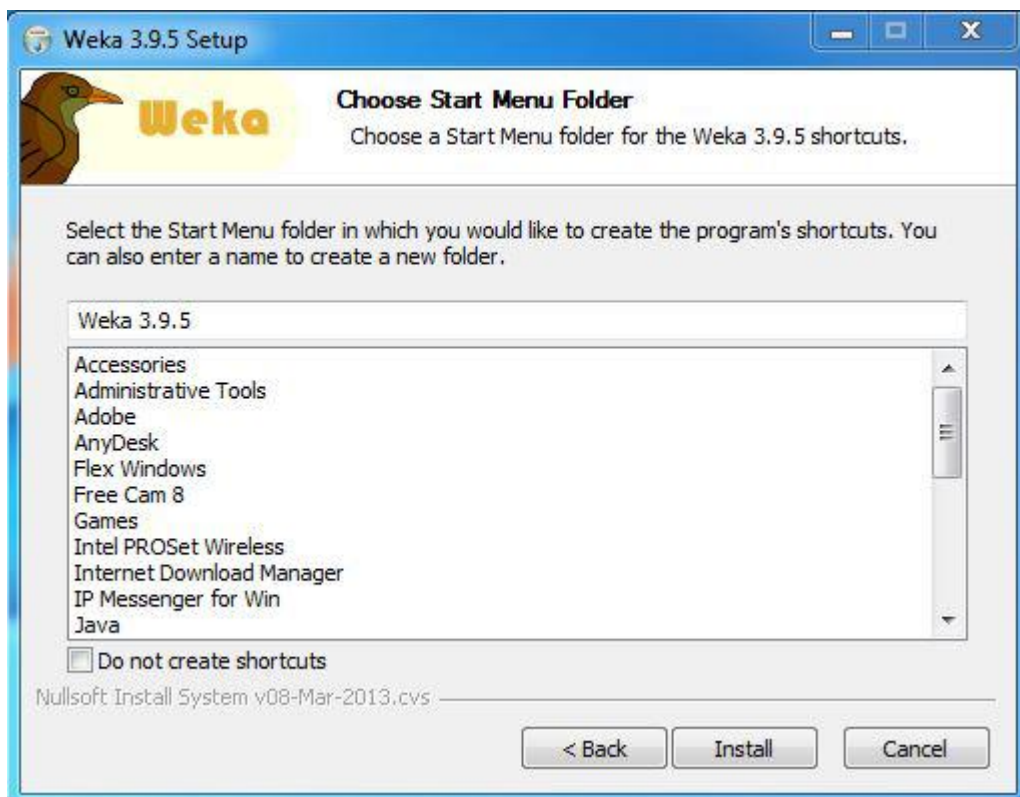 Weka 3.9.5 Setup
Weka
Choose Start Menu Folder
Choose a Start Menu folder for the Weka 3.9.5 shortcuts.
Select the Start Menu folder in which you would like to create the program's shortcuts. You
can also enter a name to create a new folder.
Weka 3.9.5
Accessories
Administrative Tools
Adobe
AnyDesk
Flex Windows
Free Cam 8
Games
Intel PROSet Wireless
Internet Download Manager
IP Messenger for Win
Java
Do not create shortcuts
Nullsoft Install System v08-Mar-2013.cvs
< Back
Install
Cancel